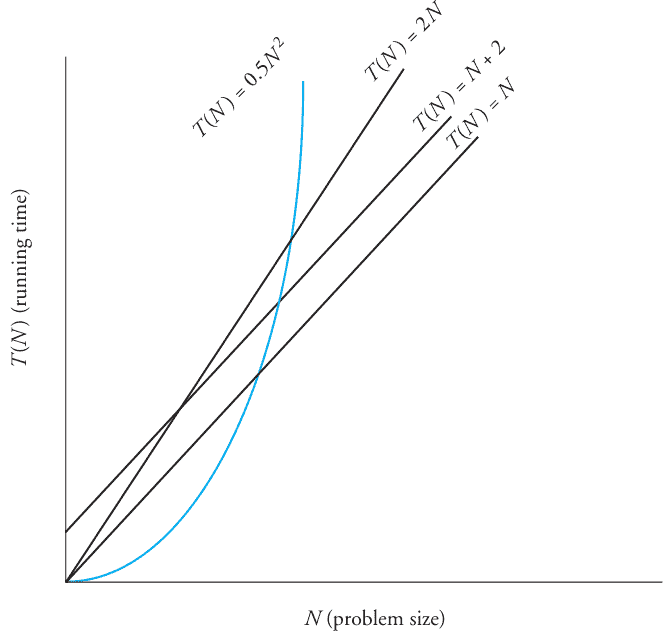 T(N) = 0.5N²
T(N) = 2N
T(N) = N + 2
T(N) = N
T(N) (running time)
N (problem size)